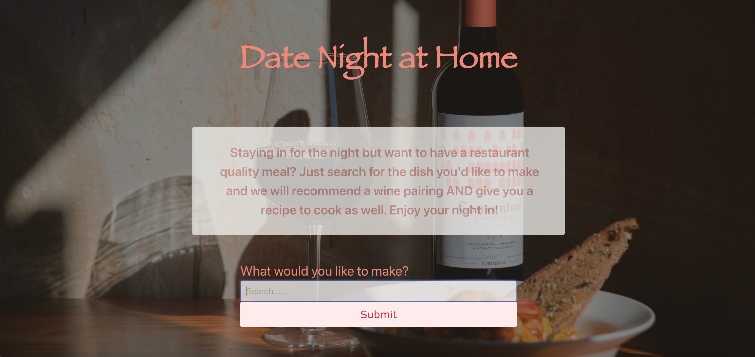 Date Night at Home
Staying in for the night but want to have a restaurant
quality meal? Just search for the dish you'd like to make
and we will recommend a wine pairing AND give you a
recipe to cook as well. Enjoy your night in!
What would you like to make?
Search......
Submit